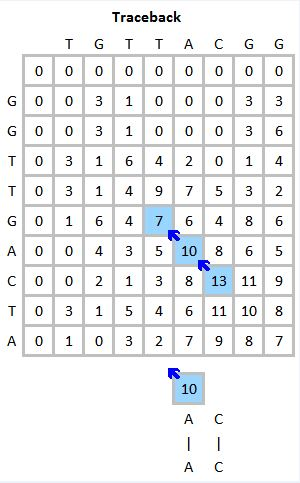 Traceback
T G T T A C G G
0 0 0 0 0 0 0 0 0
G 0 0 3 1 0 0 0 3 3
G 0 0 3 1 0 0 0 3 6
T 0 3 1 6 4 2 0 1 4
T 0 3 1 4 9 7 5 3 2
G 0 1 6 4 7 6 4 8 6
A 0 0 4 3 5 10 8 6 5
C 0 0 2 1 3 8 13 11 9
T 0 3 1 5 4 6 11 10 8
A 0 1 0 3 2 7 9 8 7
10
A C
| |
A C